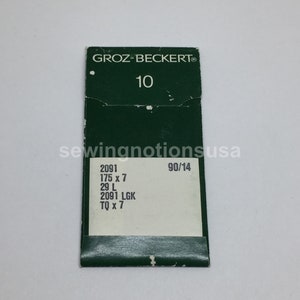 GROZ-BECKERT®
10
sewingnotionsusa
2091 90/14
175 x 7
29 L
2091 LGK
TQ x 7